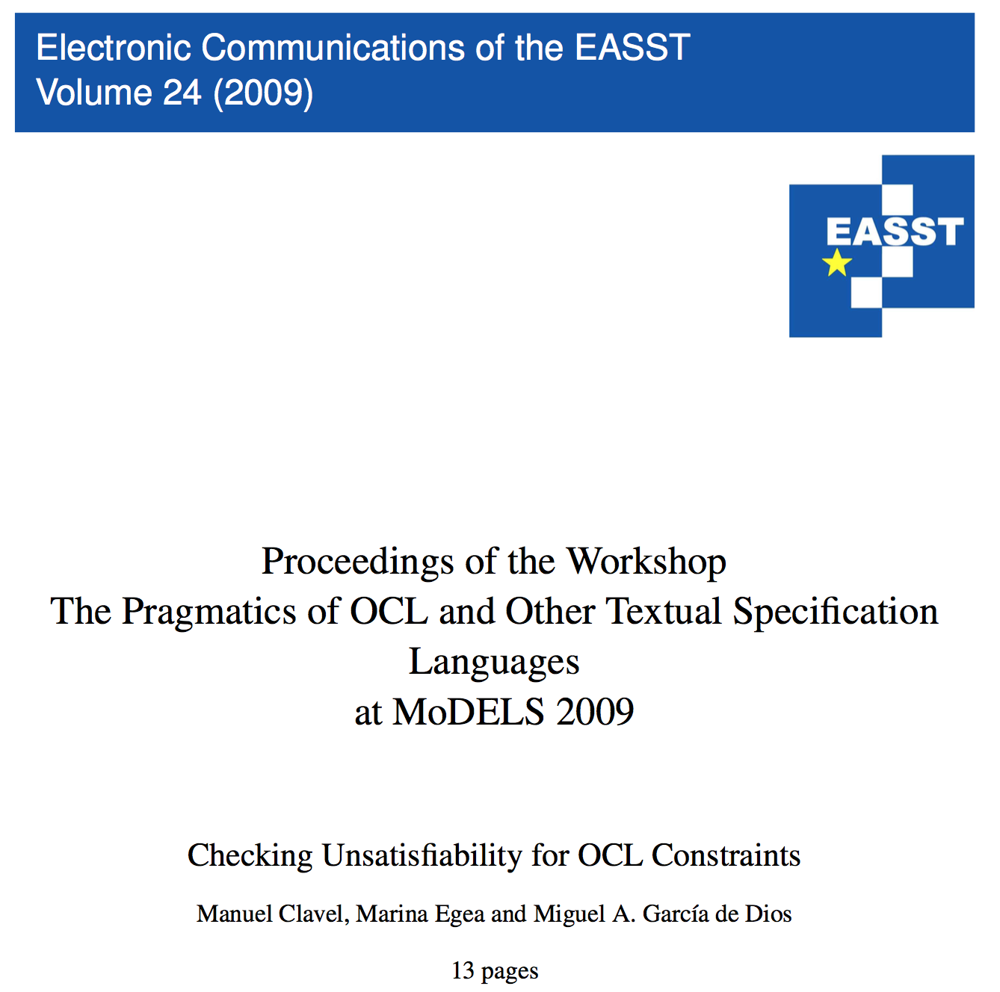 Electronic Communications of the EASST
Volume 24 (2009)
EASST
Proceedings of the Workshop
The Pragmatics of OCL and Other Textual Specification
Languages
at MoDELS 2009
Checking Unsatisfiability for OCL Constraints
Manuel Clavel, Marina Egea and Miguel A. García de Dios
13 pages